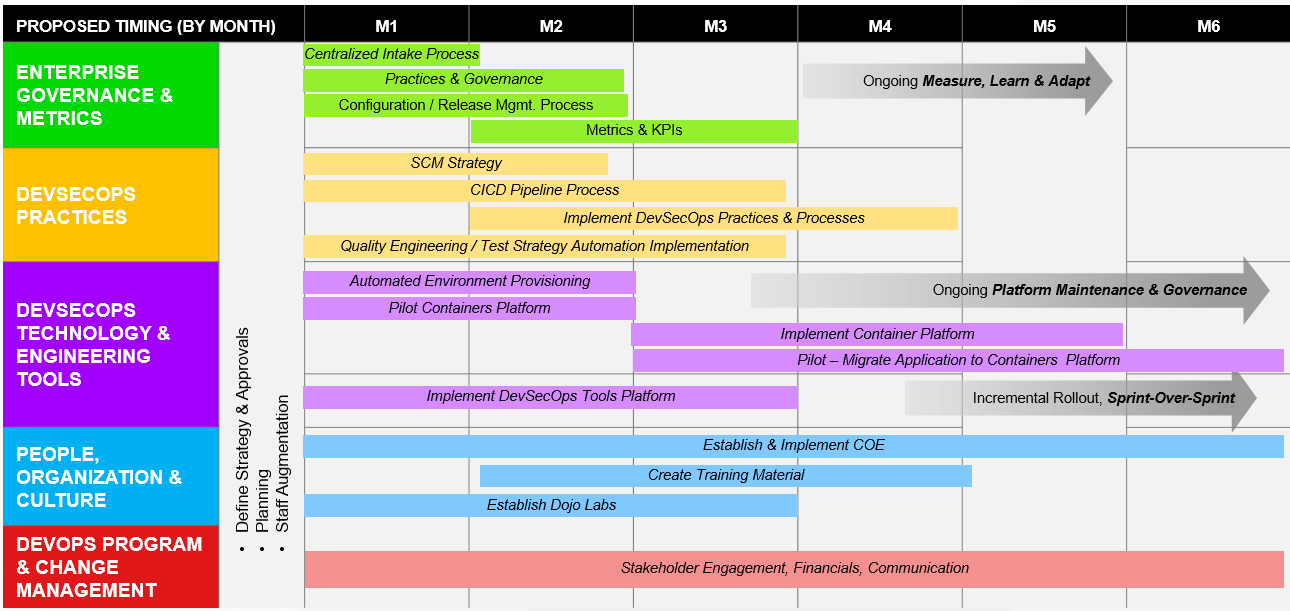 PROPOSED TIMING (BY MONTH)
M1
M2
M3
M4
M5
M6
ENTERPRISE
GOVERNANCE &
METRICS
Centralized Intake Process
Practices & Governance
Configuration / Release Mgmt. Process
Metrics & KPIs
Ongoing Measure, Learn & Adapt
DEVSECOPS
PRACTICES
SCM Strategy
CICD Pipeline Process
Implement DevSecOps Practices & Processes
Quality Engineering / Test Strategy Automation Implementation
DEVSECOPS
TECHNOLOGY &
ENGINEERING
TOOLS
Automated Environment Provisioning
Pilot Containers Platform
Ongoing Platform Maintenance & Governance
Implement Container Platform
Pilot – Migrate Application to Containers Platform
Implement DevSecOps Tools Platform
Incremental Rollout, Sprint-Over-Sprint
• Define Strategy & Approvals
• Planning
• Staff Augmentation
PEOPLE,
ORGANIZATION &
CULTURE
Establish & Implement COE
Create Training Material
Establish Dojo Labs
DEVOPS PROGRAM
& CHANGE
MANAGEMENT
Stakeholder Engagement, Financials, Communication